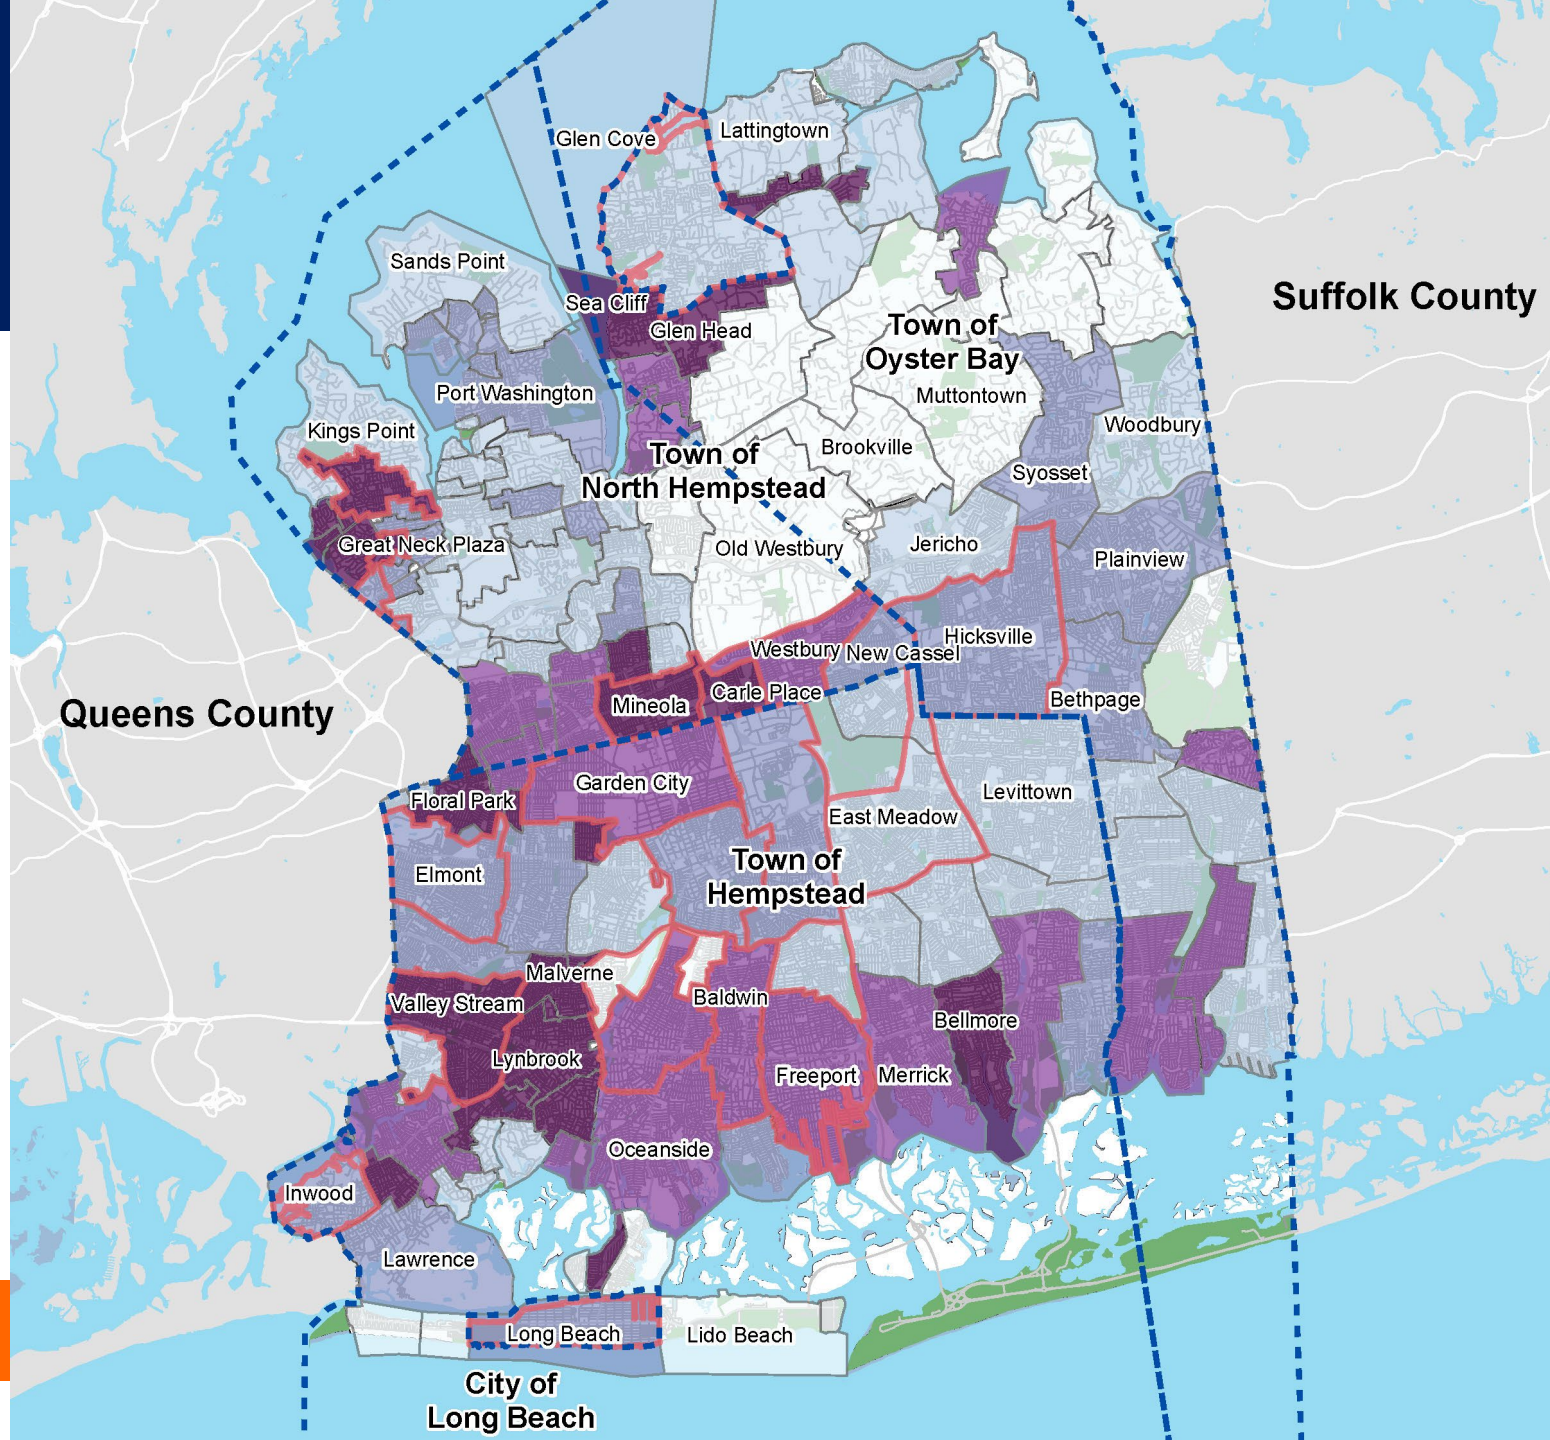 Glen Cove
Lattingtown
Sands Point
Sea Cliff
Glen Head
Suffolk County
Town of
Oyster Bay
Port Washington
Muttontown
Kings Point
Woodbury
Brookville
Town of
North Hempstead
Syosset
Great Neck Plaza
Old Westbury
Jericho
Plainview
Hicksville
Westbury
New Cassel
Queens County
Mineola
Carle Place
Bethpage
Garden City
Floral Park
Levittown
East Meadow
Elmont
Town of
Hempstead
Malverne
Valley Stream
Baldwin
Bellmore
Lynbrook
Freeport
Merrick
Oceanside
Inwood
Lawrence
Long Beach
Lido Beach
City of
Long Beach